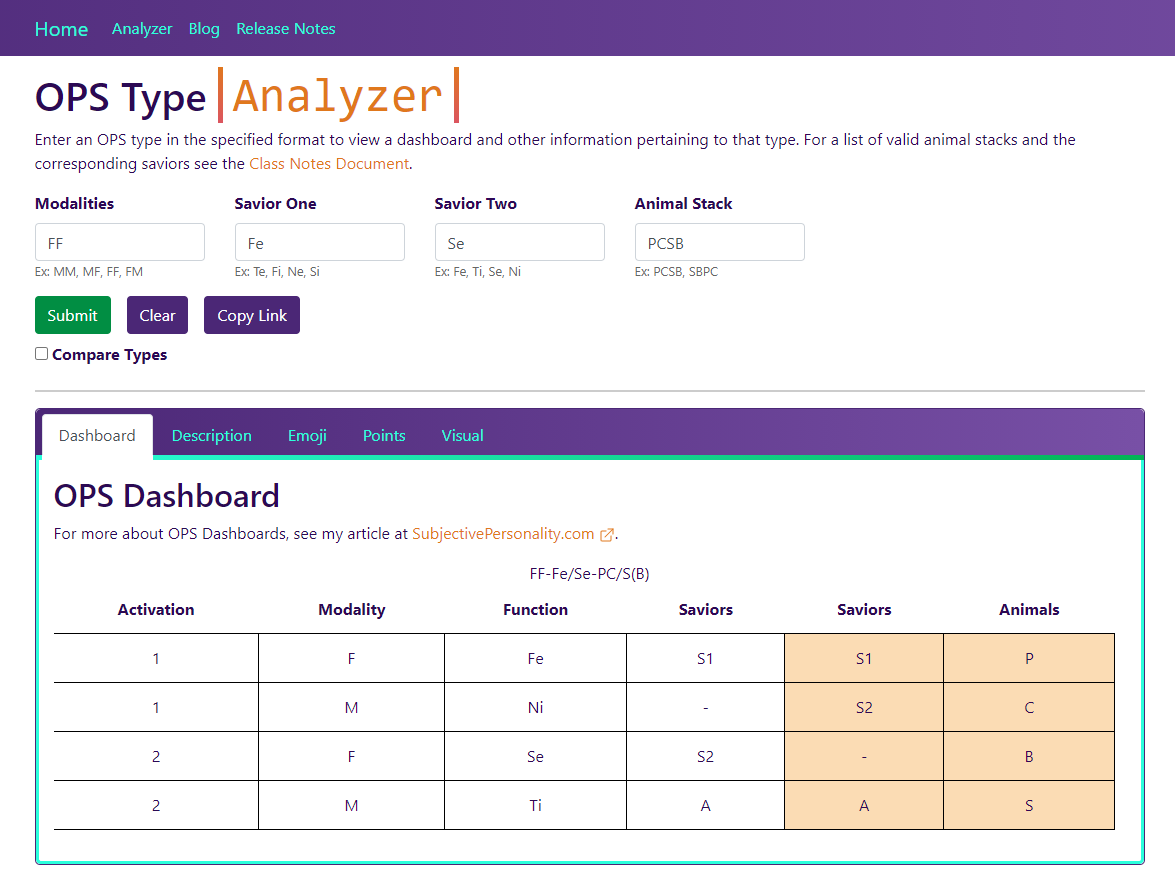 Home Analyzer Blog Release Notes
OPS Type Analyzer
Enter an OPS type in the specified format to view a dashboard and other information pertaining to that type. For a list of valid animal stacks and the
corresponding saviors see the Class Notes Document.
Modalities Savior One Savior Two Animal Stack
FF Fe Se PCSB
Ex: MM, MF, FF, FM Ex: Te, Fi, Ne, Si Ex: Fe, Ti, Se, Ni Ex: PCSB, SBPC
Submit Clear Copy Link
Compare Types
Dashboard Description Emoji Points Visual
OPS Dashboard
For more about OPS Dashboards, see my article at SubjectivePersonality.com.
FF-Fe/Se-PC/S(B)
Activation Modality Function Saviors Saviors Animals
1 F Fe S1 S1 P
1 M Ni - S2 C
2 F Se S2 - B
2 M Ti A A S